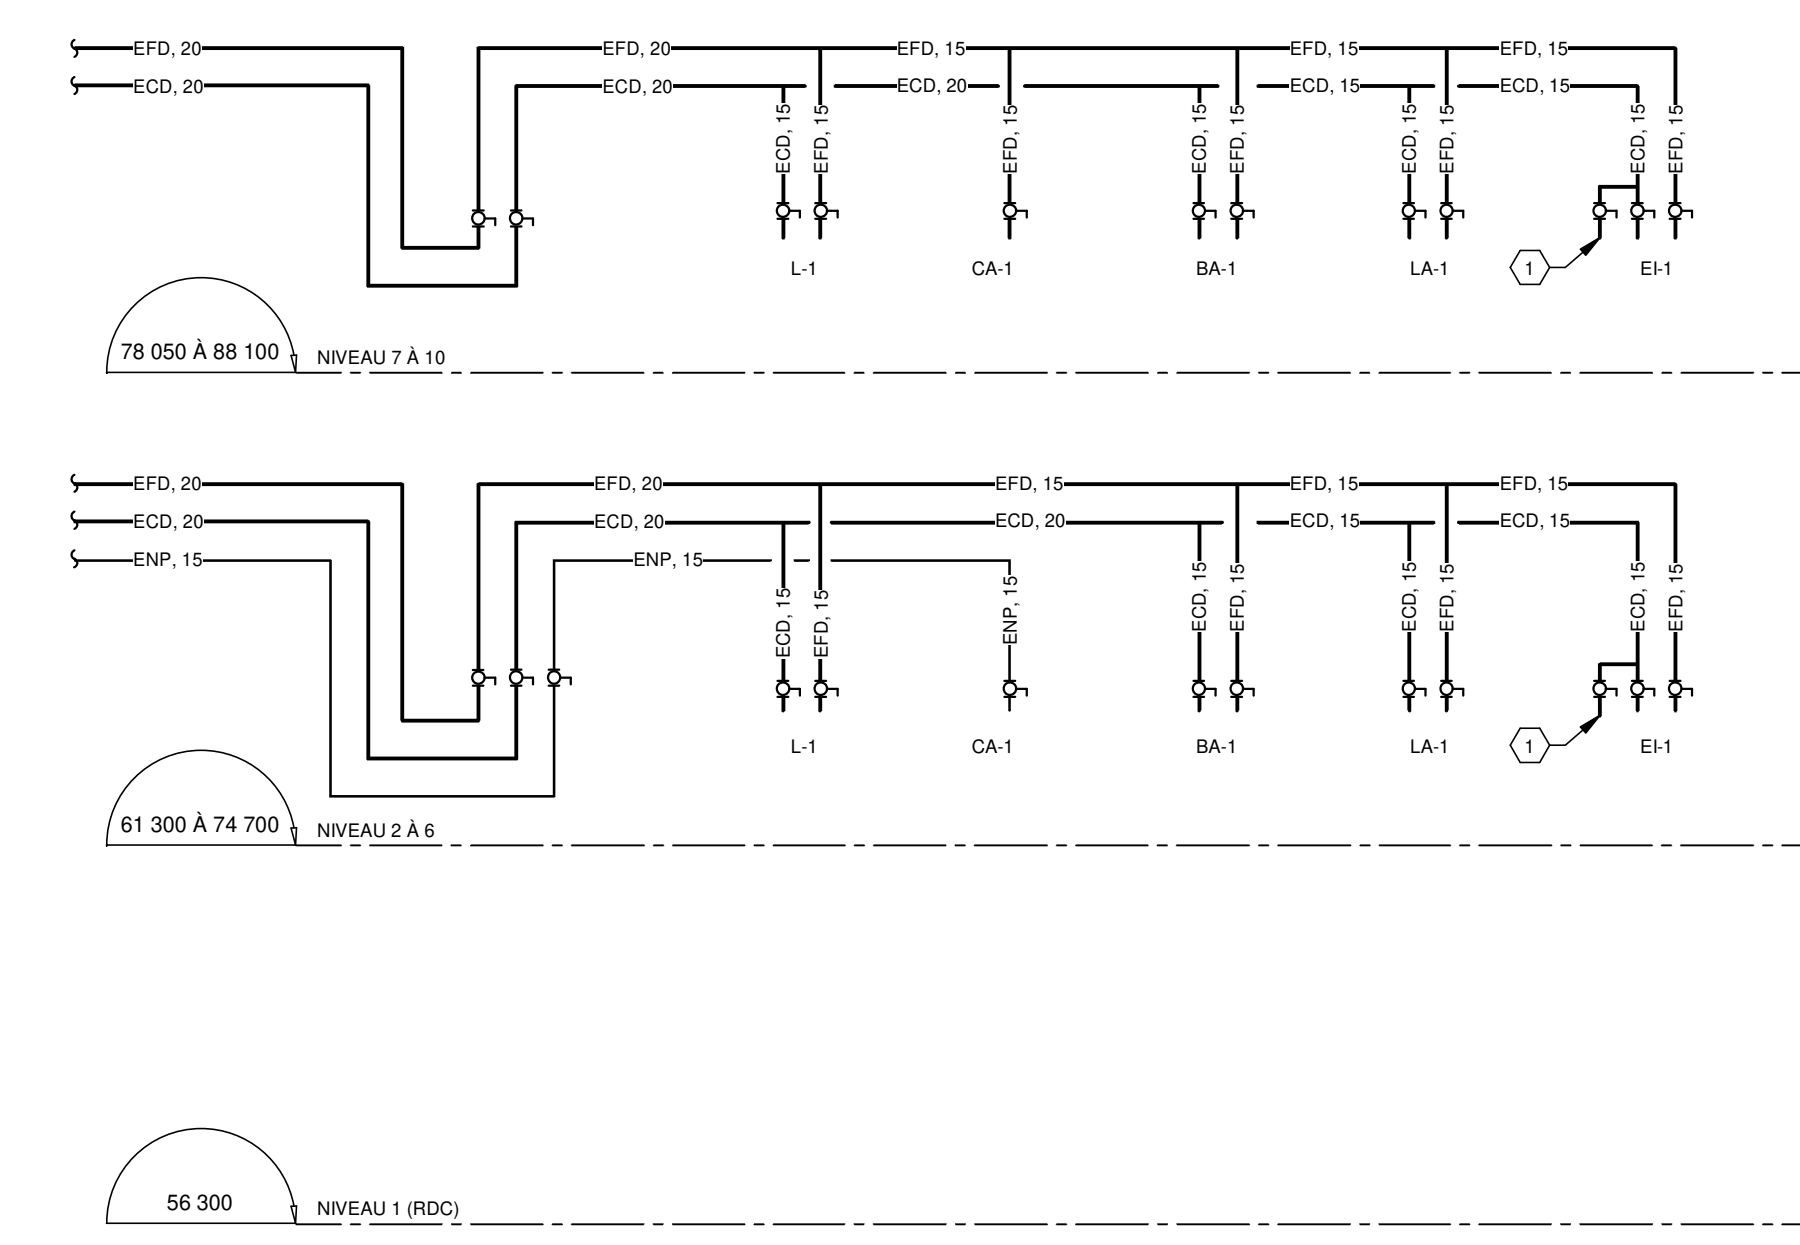 EFD, 20 EFD, 20 EFD, 15 EFD, 15 EFD, 15
ECD, 20 ECD, 20 ECD, 20 ECD, 15 ECD, 15
ECD, 15 EFD, 15 EFD, 15 ECD, 15 EFD, 15 ECD, 15 EFD, 15 ECD, 15 EFD, 15
L-1 CA-1 BA-1 LA-1 1 EI-1
78 050 À 88 100 NIVEAU 7 À 10
EFD, 20 EFD, 20 EFD, 15 EFD, 15 EFD, 15
ECD, 20 ECD, 20 ECD, 20 ECD, 15 ECD, 15
ENP, 15 ENP, 15
ECD, 15 EFD, 15 ENP, 15 ECD, 15 EFD, 15 ECD, 15 EFD, 15 ECD, 15 EFD, 15
L-1 CA-1 BA-1 LA-1 1 EI-1
61 300 À 74 700 NIVEAU 2 À 6
56 300 NIVEAU 1 (RDC)